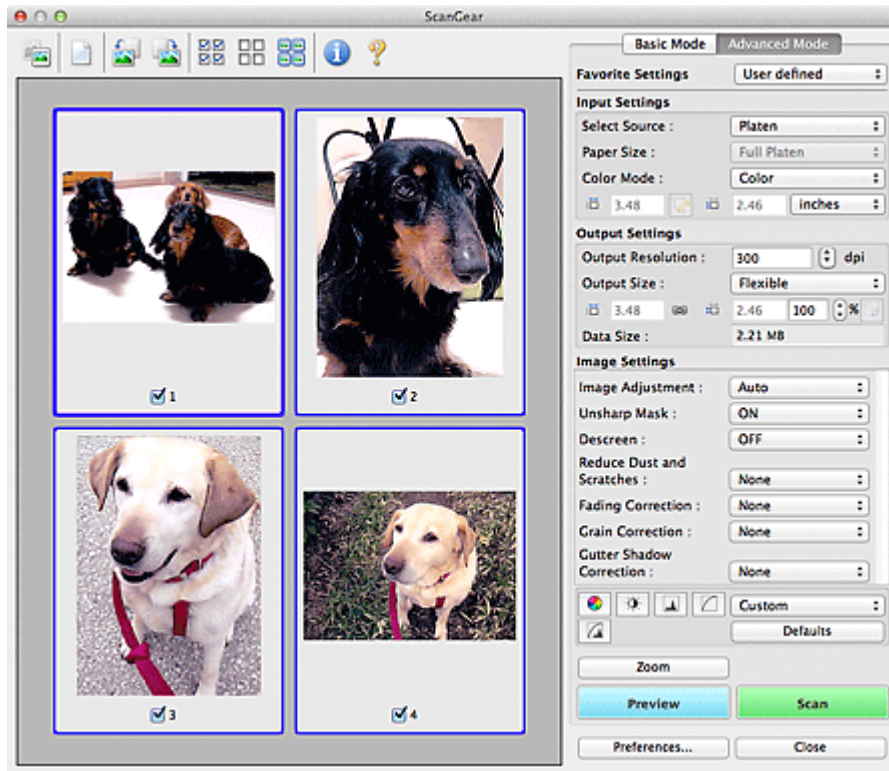 ScanGear
Basic Mode Advanced Mode
Favorite Settings User defined
Input Settings
Select Source : Platen
Paper Size : Full Platen
Color Mode : Color
3.48 2.46 inches
Output Settings
Output Resolution : 300 dpi
Output Size : Flexible
3.48 2.46 100 %
Data Size : 2.21 MB
Image Settings
Image Adjustment : Auto
Unsharp Mask : ON
Descreen : OFF
Reduce Dust and
Scratches : None
Fading Correction : None
Grain Correction : None
Gutter Shadow
Correction : None
Custom
Defaults
Zoom
Preview Scan
Preferences... Close
1
2
3
4